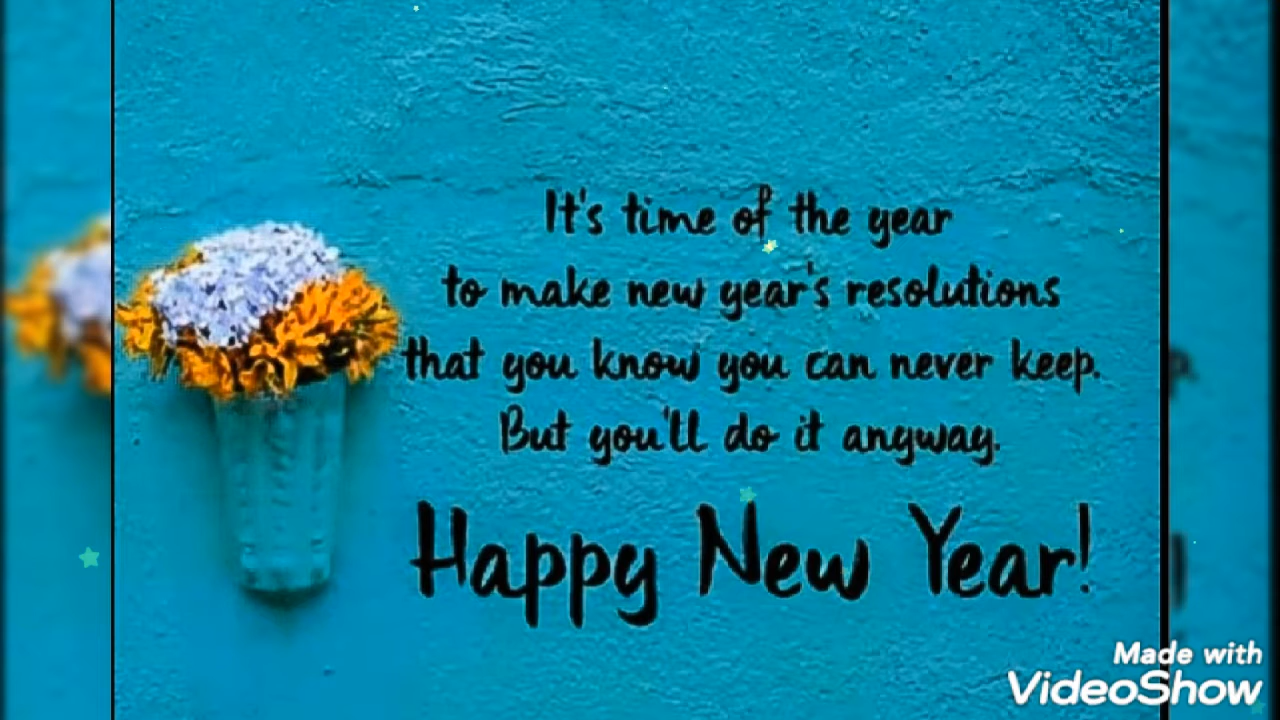 It's time of the year
to make new year's resolutions
that you know you can never keep.
But you'll do it anyway.
Happy New Year!
Made with
VideoShow